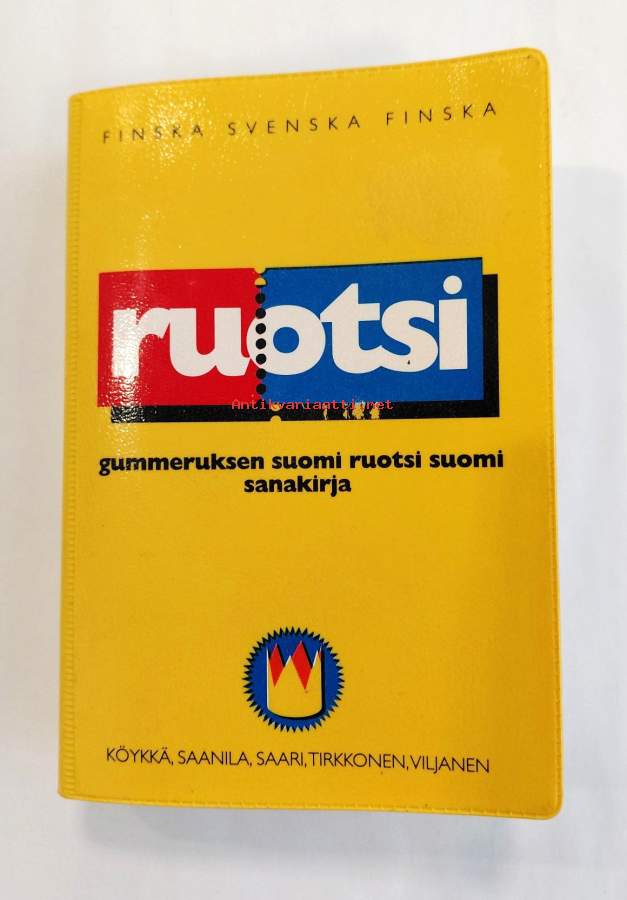 FINSKA SVENSKA FINSKA
ruotsi
Antikvariaatti.net
gummeruksen suomi ruotsi suomi
sanakirja
KÖYKKÄ, SAANILA, SAARI, TIRKKONEN, VILJANEN